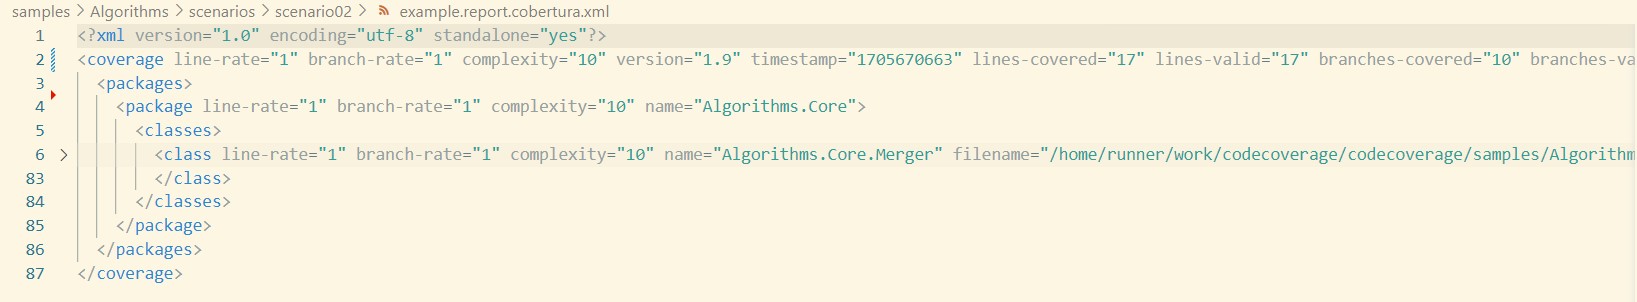 samples > Algorithms > scenarios > scenario02 > example.report.cobertura.xml
1 <?xml version="1.0" encoding="utf-8" standalone="yes"?>
2 <coverage line-rate="1" branch-rate="1" complexity="10" version="1.9" timestamp="1705670663" lines-covered="17" lines-valid="17" branches-covered="10" branches-va
3 <packages>
4 <package line-rate="1" branch-rate="1" complexity="10" name="Algorithms.Core">
5 <classes>
6 > <class line-rate="1" branch-rate="1" complexity="10" name="Algorithms.Core.Merger" filename="/home/runner/work/codecoverage/codecoverage/samples/Algorithm
83 </class>
84 </classes>
85 </package>
86 </packages>
87 </coverage>